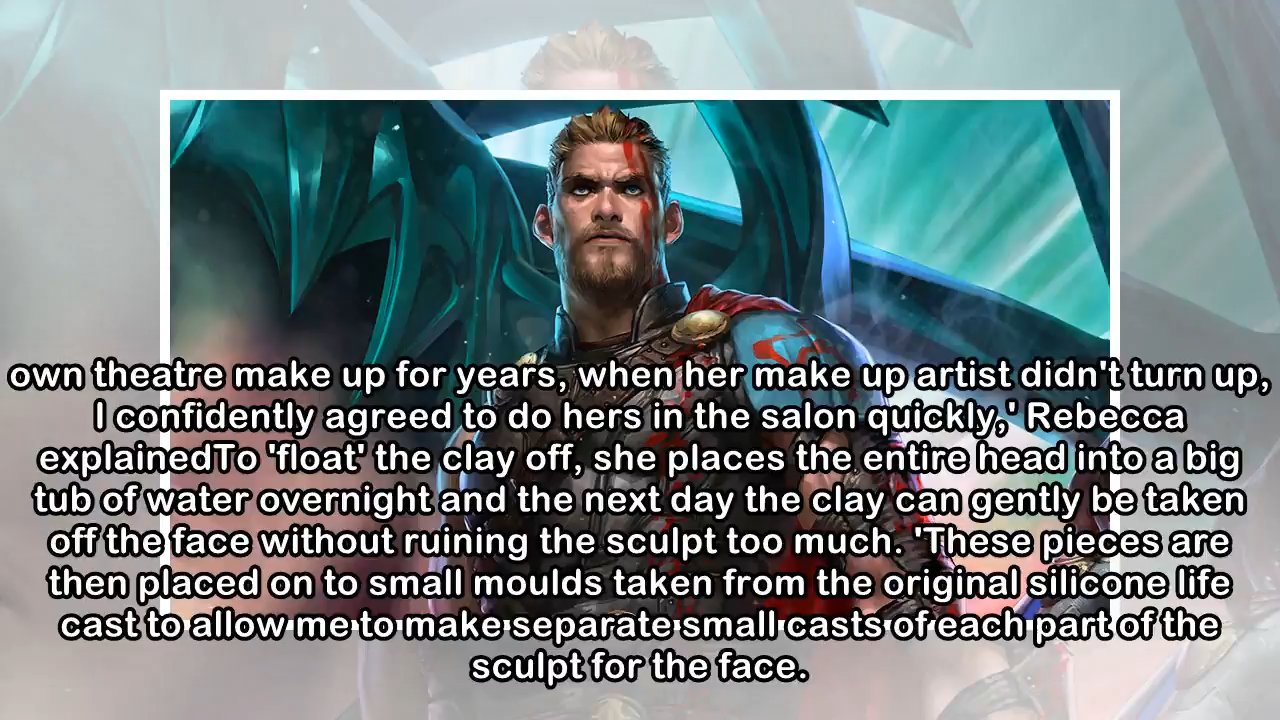 own theatre make up for years, when her make up artist didn't turn up,
I confidently agreed to do hers in the salon quickly,' Rebecca
explainedTo 'float' the clay off, she places the entire head into a big
tub of water overnight and the next day the clay can gently be taken
off the face without ruining the sculpt too much. 'These pieces are
then placed on to small moulds taken from the original silicone life
cast to allow me to make separate small casts of each part of the
sculpt for the face.